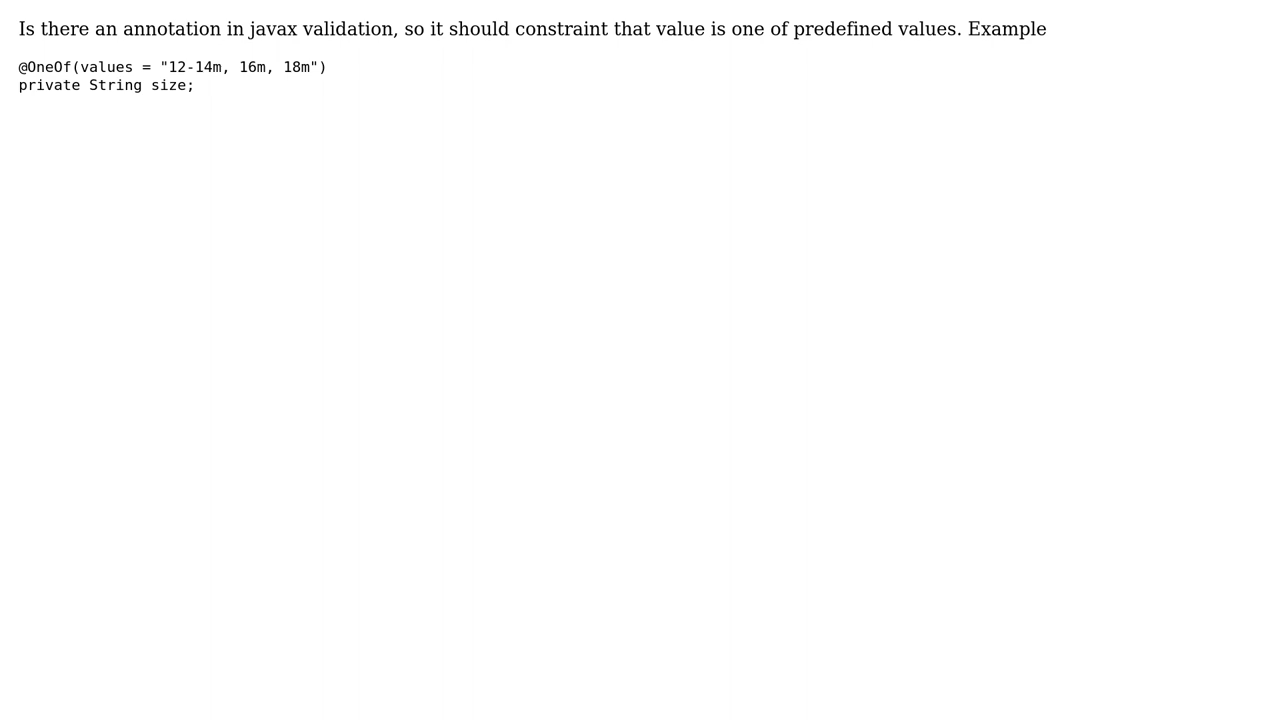 Is there an annotation in javax validation, so it should constraint that value is one of predefined values. Example
@OneOf(values = "12-14m, 16m, 18m")
private String size;